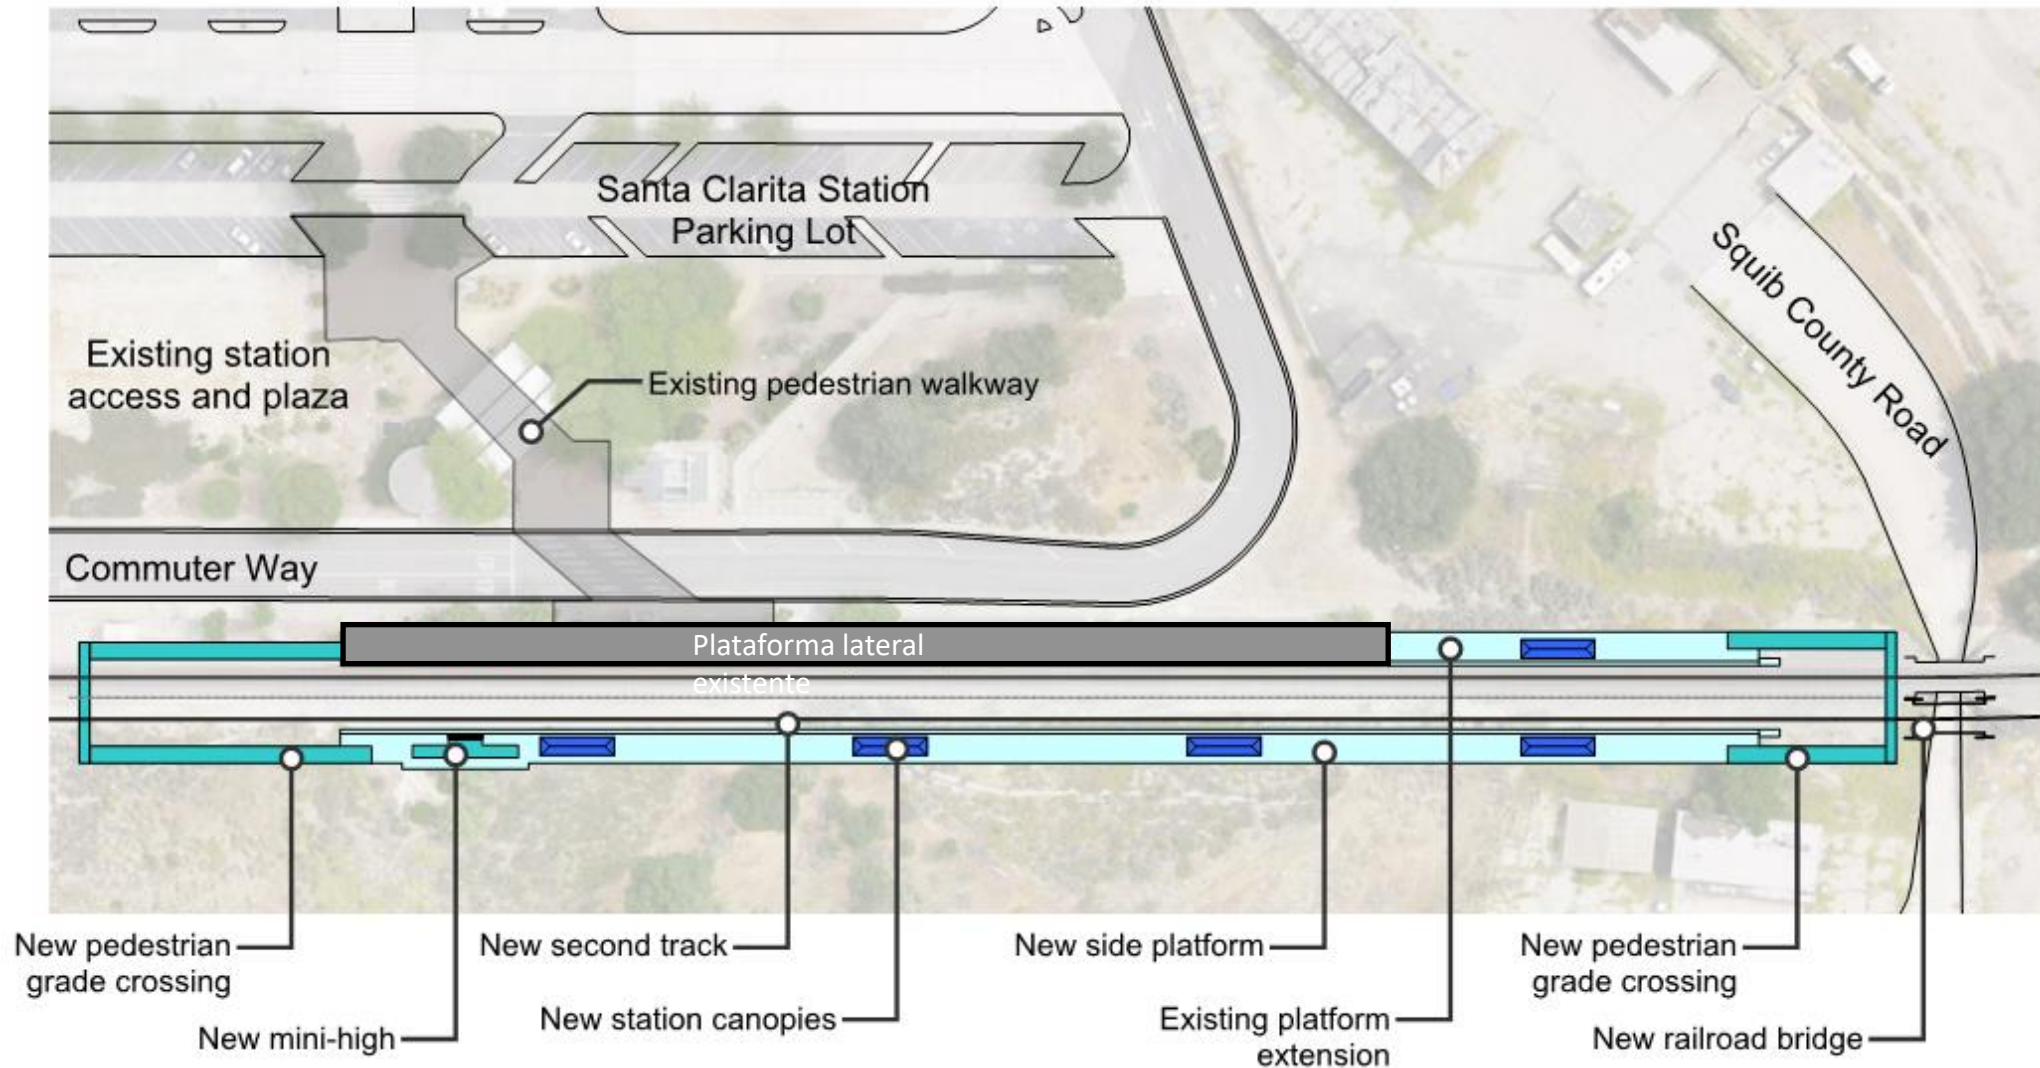 Santa Clarita Station
Parking Lot
Squib County Road
Existing station
access and plaza
Existing pedestrian walkway
Commuter Way
Plataforma lateral
existente
New pedestrian
grade crossing
New mini-high
New second track
New station canopies
New side platform
Existing platform
extension
New pedestrian
grade crossing
New railroad bridge